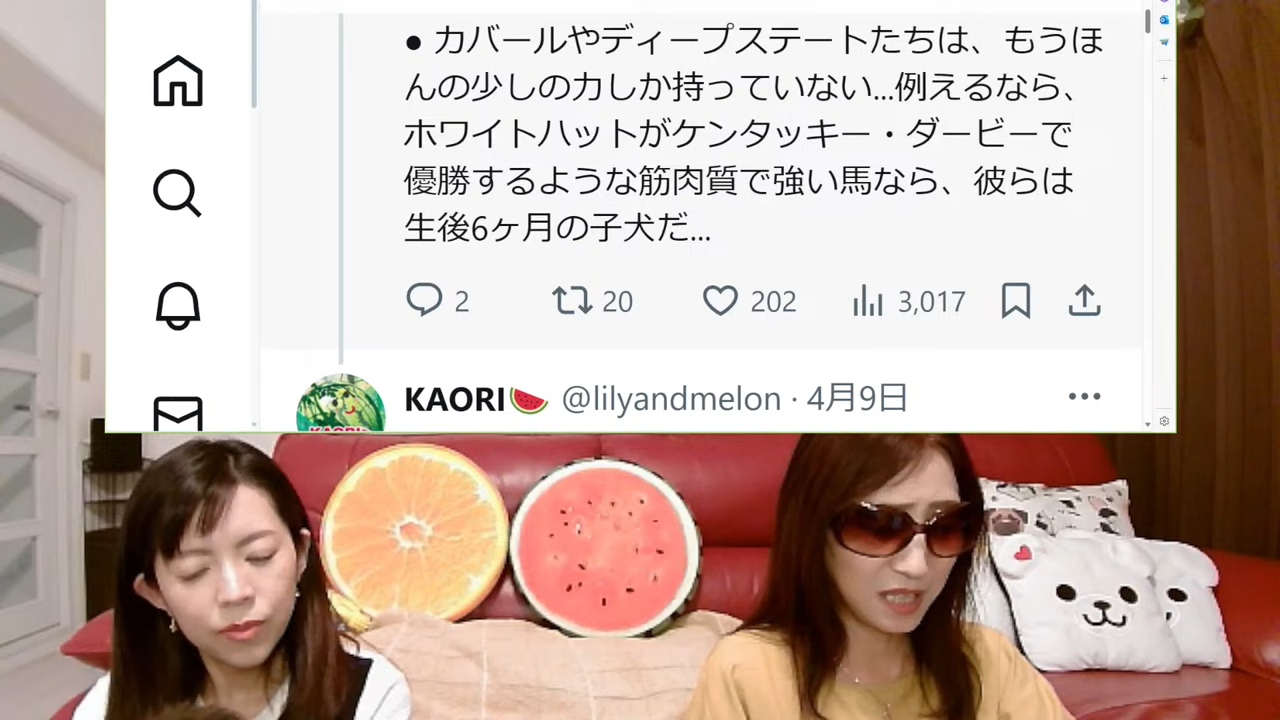 ● カバールやディープステートたちは、もうほ
んの少しの力しか持っていない...例えるなら、
ホワイトハットがケンタッキー・ダービーで
優勝するような筋肉質で強い馬なら、彼らは
生後6ヶ月の子犬だ...
2 20 202 3,017
KAORI🍉 @lilyandmelon · 4月9日